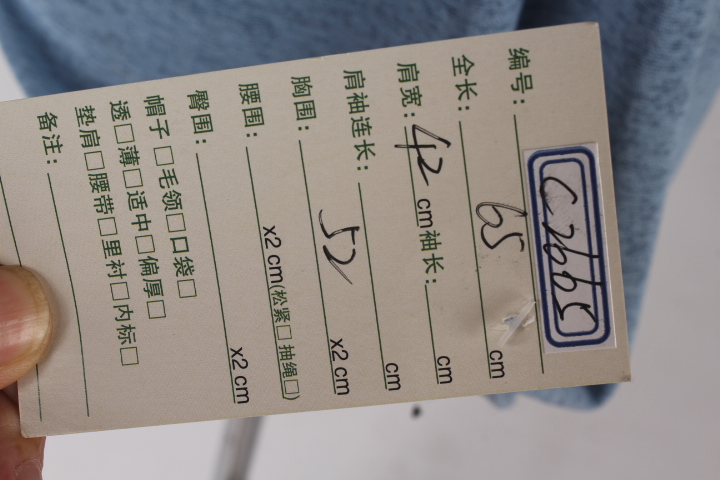 编号: C2665
全长: 65 cm
肩宽: 42 cm 袖长: cm
肩袖连长: cm
胸围: 52 x2 cm
腰围: x2 cm(松紧□ 抽绳□)
臀围: x2 cm
帽子□ 毛领□ 口袋□
透□ 薄□ 适中□ 偏厚□
垫肩□ 腰带□ 里衬□ 内标□
备注: